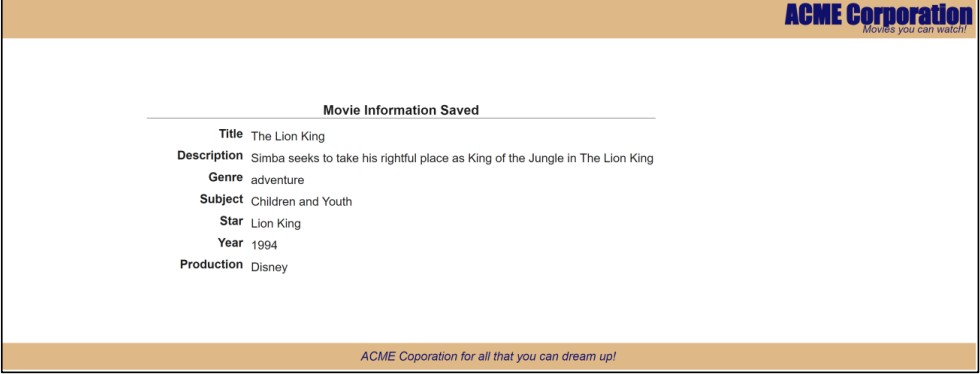 ACME Corporation
Movies you can watch!
Movie Information Saved
Title The Lion King
Description Simba seeks to take his rightful place as King of the Jungle in The Lion King
Genre adventure
Subject Children and Youth
Star Lion King
Year 1994
Production Disney
ACME Coporation for all that you can dream up!